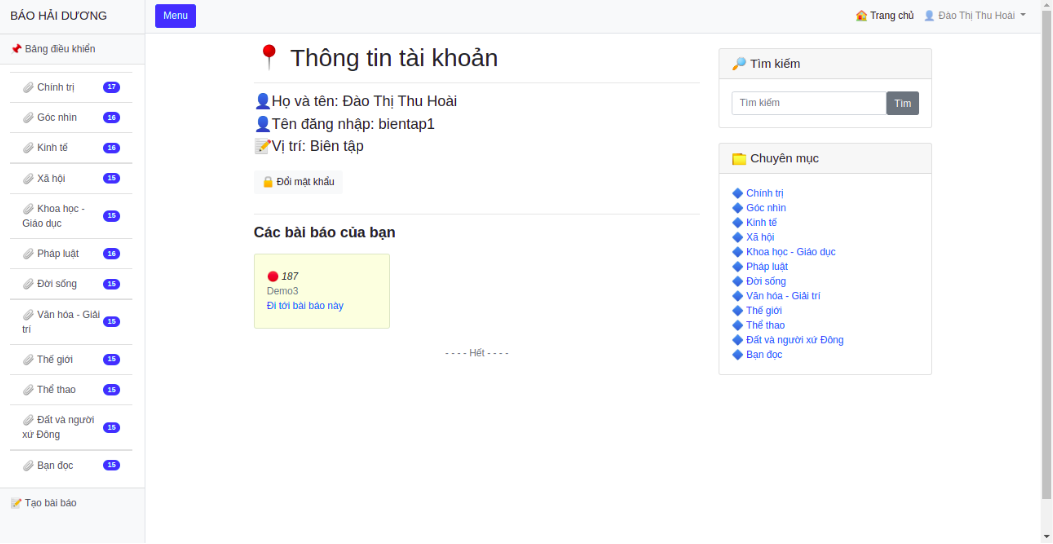 BÁO HẢI DƯƠNG
Menu
Trang chủ
Đào Thị Thu Hoài
Bảng điều khiển
Chính trị 17
Góc nhìn 16
Kinh tế 16
Xã hội 15
Khoa học -
Giáo dục 15
Pháp luật 16
Đời sống 15
Văn hóa - Giải
trí 15
Thế giới 15
Thể thao 15
Đất và người
xứ Đông 15
Bạn đọc 15
Tạo bài báo
Thông tin tài khoản
Họ và tên: Đào Thị Thu Hoài
Tên đăng nhập: bientap1
Vị trí: Biên tập
Đổi mật khẩu
Các bài báo của bạn
187
Demo3
Đi tới bài báo này
- - - - Hết - - - -
Tìm kiếm
Tìm kiếm
Tìm
Chuyên mục
Chính trị
Góc nhìn
Kinh tế
Xã hội
Khoa học - Giáo dục
Pháp luật
Đời sống
Văn hóa - Giải trí
Thế giới
Thể thao
Đất và người xứ Đông
Bạn đọc